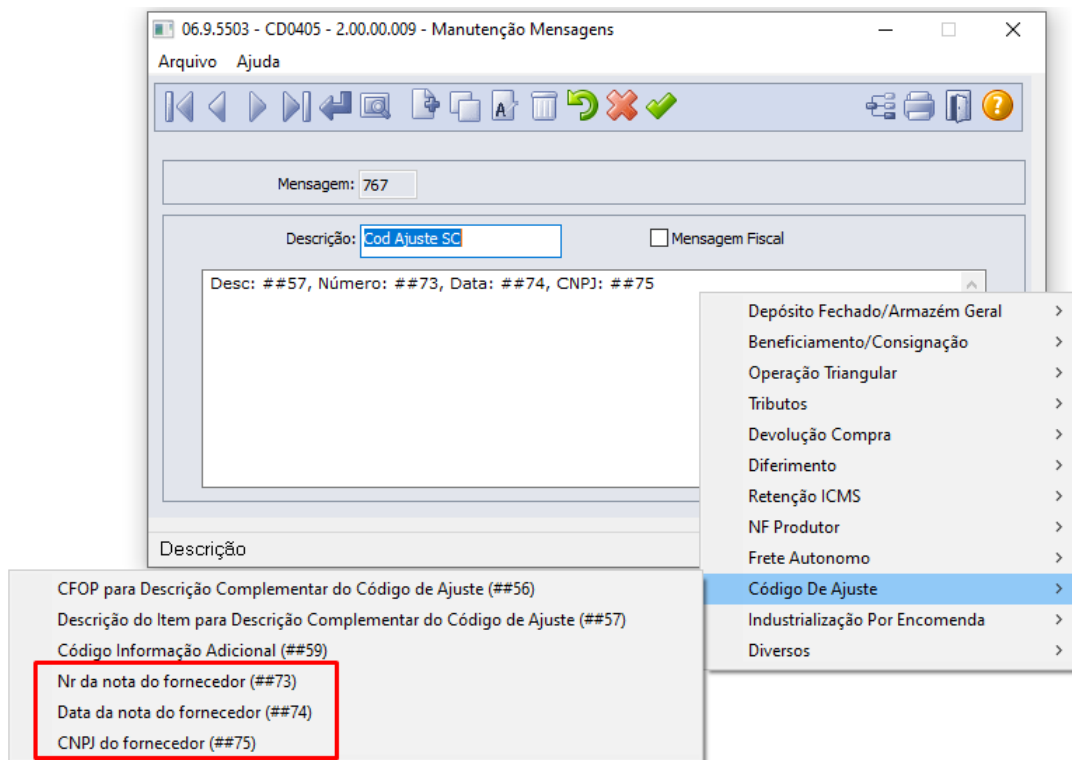 06.9.5503 - CD0405 - 2.00.00.009 - Manutenção Mensagens
Arquivo Ajuda
Mensagem: 767
Descrição: Cod Ajuste SC
Mensagem Fiscal
Desc: ##57, Número: ##73, Data: ##74, CNPJ: ##75
Descrição
Depósito Fechado/Armazém Geral
Beneficiamento/Consignação
Operação Triangular
Tributos
Devolução Compra
Diferimento
Retenção ICMS
NF Produtor
Frete Autonomo
Código De Ajuste
Industrialização Por Encomenda
Diversos
CFOP para Descrição Complementar do Código de Ajuste (##56)
Descrição do Item para Descrição Complementar do Código de Ajuste (##57)
Código Informação Adicional (##59)
Nr da nota do fornecedor (##73)
Data da nota do fornecedor (##74)
CNPJ do fornecedor (##75)